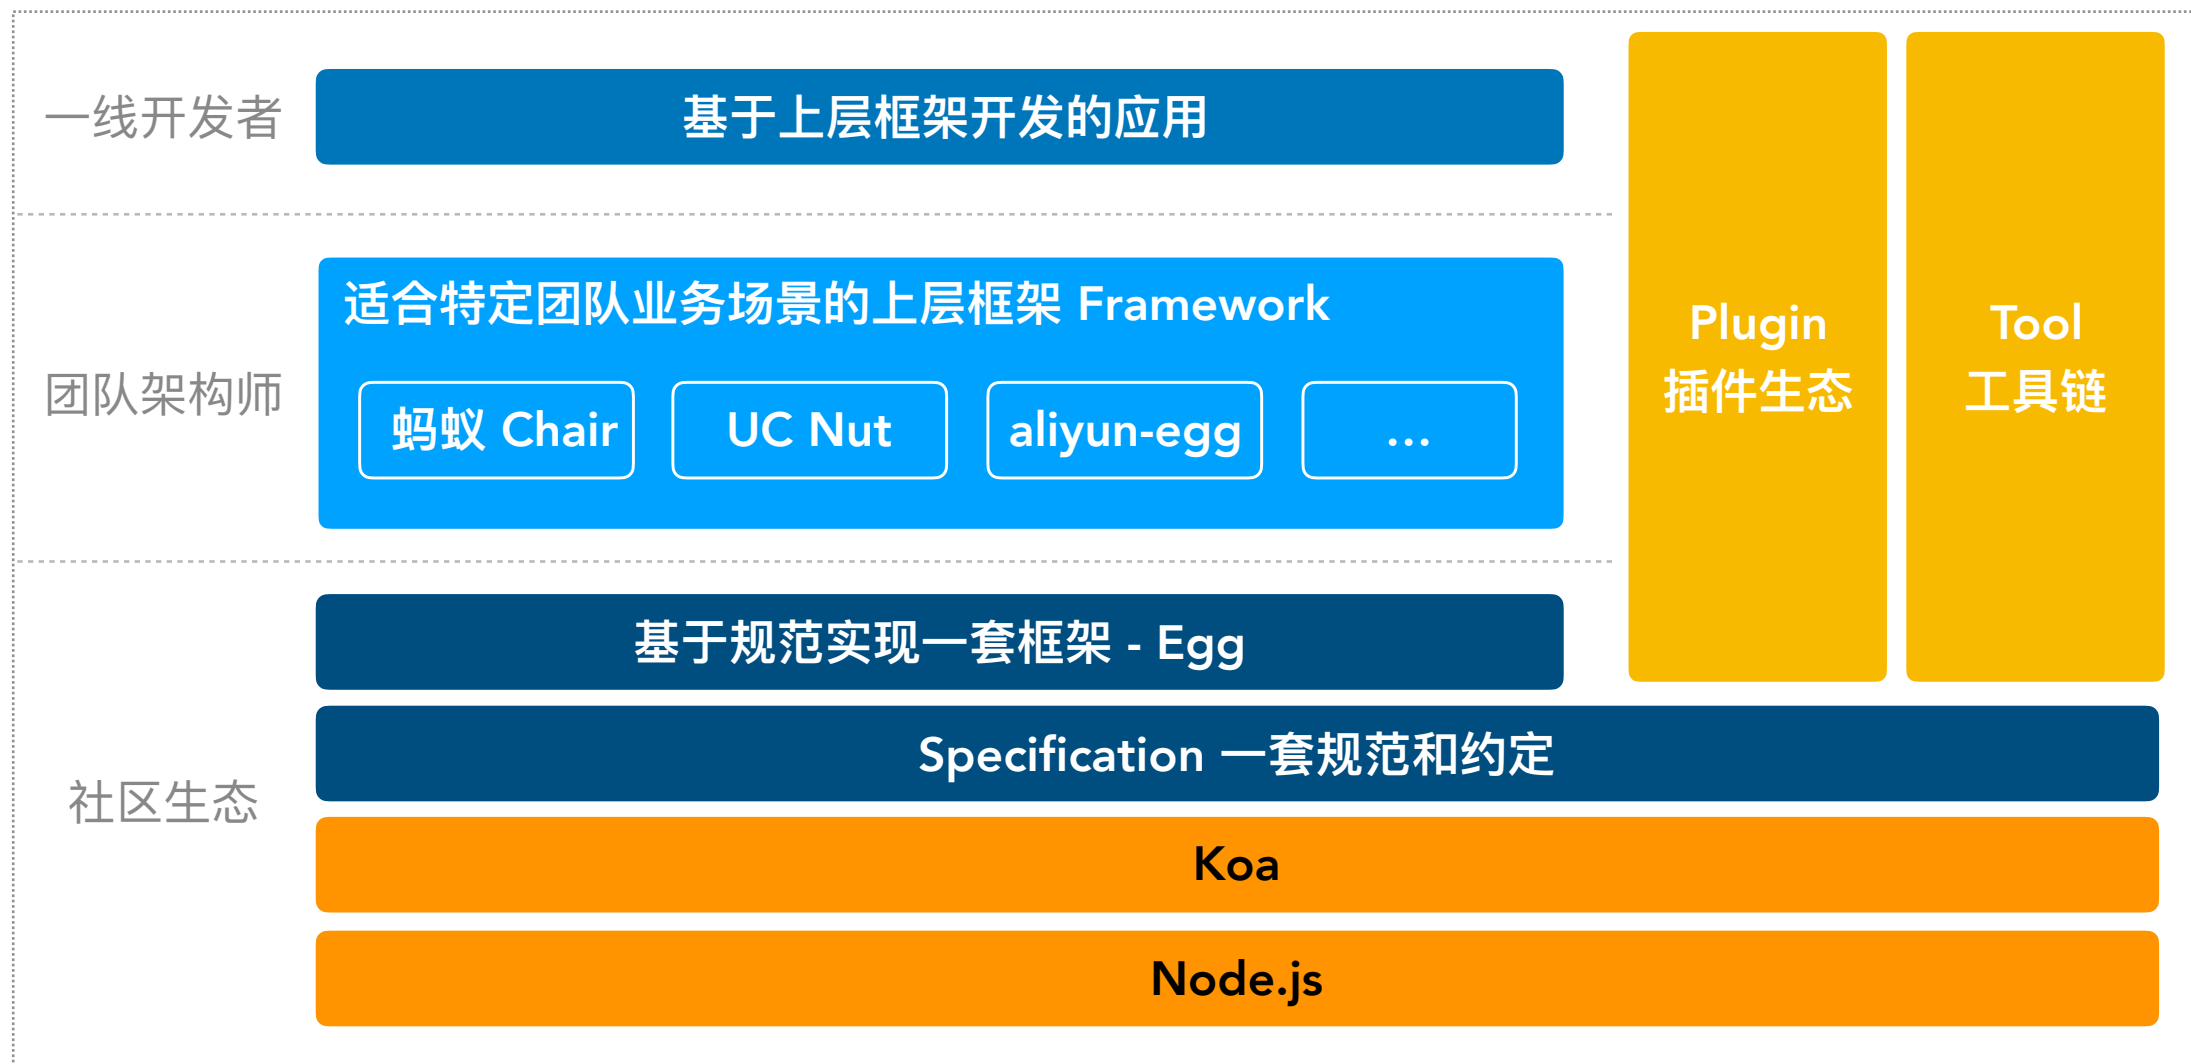 一线开发者
基于上层框架开发的应用
团队架构师
适合特定团队业务场景的上层框架 Framework
蚂蚁 Chair
UC Nut
aliyun-egg
...
Plugin
插件生态
Tool
工具链
社区生态
基于规范实现一套框架 - Egg
Specification 一套规范和约定
Koa
Node.js